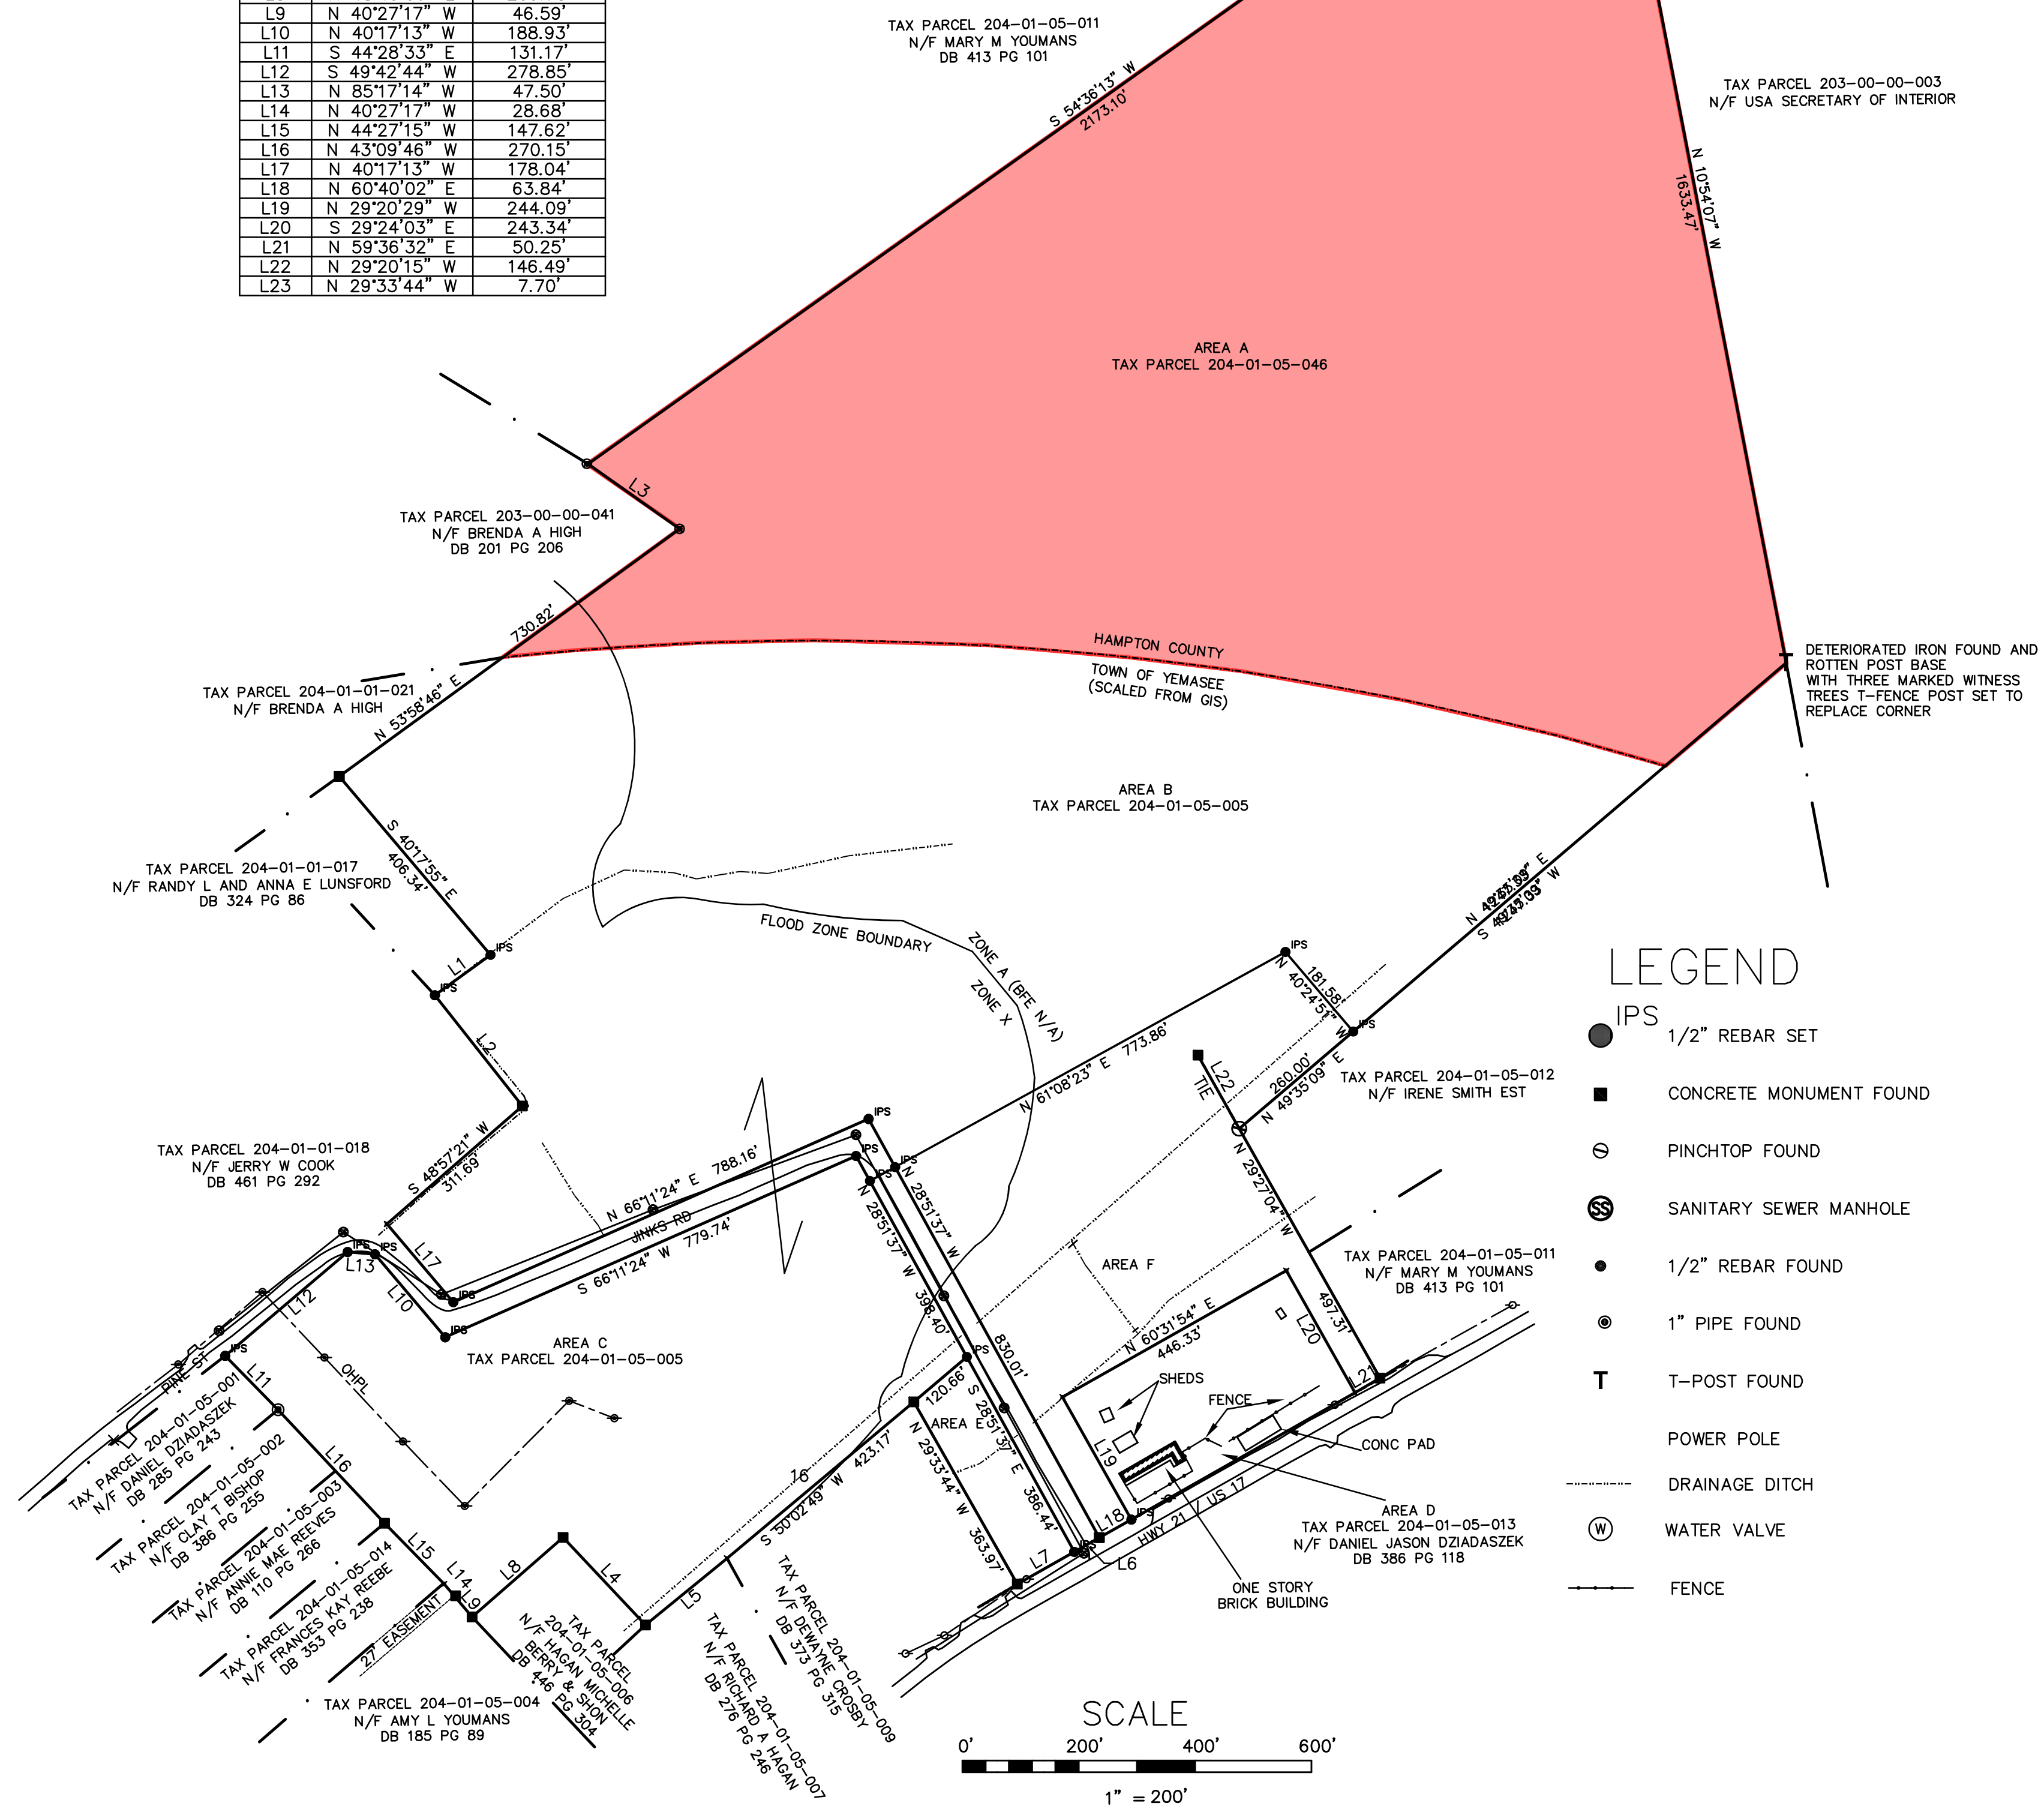 L9 N 40°27'17" W 46.59'
L10 N 40°17'13" W 188.93'
L11 S 44°28'33" E 131.17'
L12 S 49°42'44" W 278.85'
L13 N 85°17'14" W 47.50'
L14 N 40°27'17" W 28.68'
L15 N 44°27'15" W 147.62'
L16 N 43°09'46" W 270.15'
L17 N 40°17'13" W 178.04'
L18 N 60°40'02" E 63.84'
L19 N 29°20'29" W 244.09'
L20 S 29°24'03" E 243.34'
L21 N 59°36'32" E 50.25'
L22 N 29°20'15" W 146.49'
L23 N 29°33'44" W 7.70'
TAX PARCEL 204-01-05-011
N/F MARY M YOUMANS
DB 413 PG 101
S 54°36'13" W
2173.10'
TAX PARCEL 203-00-00-003
N/F USA SECRETARY OF INTERIOR
N 10°54'07" W
1633.47'
AREA A
TAX PARCEL 204-01-05-046
L3
TAX PARCEL 203-00-00-041
N/F BRENDA A HIGH
DB 201 PG 206
730.82'
N 53°58'46" E
HAMPTON COUNTY
TOWN OF YEMASEE
(SCALED FROM GIS)
DETERIORATED IRON FOUND AND
ROTTEN POST BASE
WITH THREE MARKED WITNESS
TREES T-FENCE POST SET TO
REPLACE CORNER
T
TAX PARCEL 204-01-01-021
N/F BRENDA A HIGH
AREA B
TAX PARCEL 204-01-05-005
S 40°17'55" E
406.34'
TAX PARCEL 204-01-01-017
N/F RANDY L AND ANNA E LUNSFORD
DB 324 PG 86
IPS
L1
IPS
L2
FLOOD ZONE BOUNDARY
ZONE A (BFE N/A)
ZONE X
N 49°35'09" E
S 49°35'09" W
IPS
181.58'
N 40°24'51" W
IPS
N 61°08'23" E 773.86'
L22
TIE
260.00'
N 49°35'09" E
TAX PARCEL 204-01-05-012
N/F IRENE SMITH EST
TAX PARCEL 204-01-01-018
N/F JERRY W COOK
DB 461 PG 292
S 48°57'21" W
311.69'
IPS
IPS
IPS
IPS
N 66°11'24" E 788.16'
JINKS RD
S 66°11'24" W 779.74'
N 28°51'37" W
398.40'
N 28°51'37" W
830.01'
N 29°27'04" W
497.31'
AREA F
TAX PARCEL 204-01-05-011
N/F MARY M YOUMANS
DB 413 PG 101
IPS
IPS
L13
L17
L10
L12
IPS
IPS
IPS
AREA C
TAX PARCEL 204-01-05-005
PINE ST
L11
OHPL
L16
IPS
120.66'
AREA E
N 29°33'44" W 363.97'
S 28°51'37" E 386.44'
N 60°31'54" E
446.33'
L20
L21
SHEDS
FENCE
CONC PAD
L19
L18
IPS
HWY 21 / US 17
L7
L6
AREA D
TAX PARCEL 204-01-05-013
N/F DANIEL JASON DZIADASZEK
DB 386 PG 118
ONE STORY
BRICK BUILDING
16
S 50°02'49" W 423.17'
L15
L14
L9
L8
L4
L5
27' EASEMENT
TAX PARCEL 204-01-05-001
N/F DANIEL DZIADASZEK
DB 285 PG 243
TAX PARCEL 204-01-05-002
N/F CLAY T BISHOP
DB 386 PG 255
TAX PARCEL 204-01-05-003
N/F ANNIE MAE REEVES
DB 110 PG 266
TAX PARCEL 204-01-05-014
N/F FRANCES KAY REEBE
DB 353 PG 238
TAX PARCEL 204-01-05-004
N/F AMY L YOUMANS
DB 185 PG 89
TAX PARCEL
204-01-05-006
N/F HAGAN MICHELLE
BERRY & SHON
DB 446 PG 304
TAX PARCEL 204-01-05-007
N/F RICHARD A HAGAN
DB 276 PG 246
TAX PARCEL 204-01-05-009
N/F DEWAYNE CROSBY
DB 373 PG 315
LEGEND
IPS
1/2" REBAR SET
CONCRETE MONUMENT FOUND
PINCHTOP FOUND
SS SANITARY SEWER MANHOLE
1/2" REBAR FOUND
1" PIPE FOUND
T T-POST FOUND
POWER POLE
DRAINAGE DITCH
W WATER VALVE
FENCE
SCALE
0' 200' 400' 600'
1" = 200'